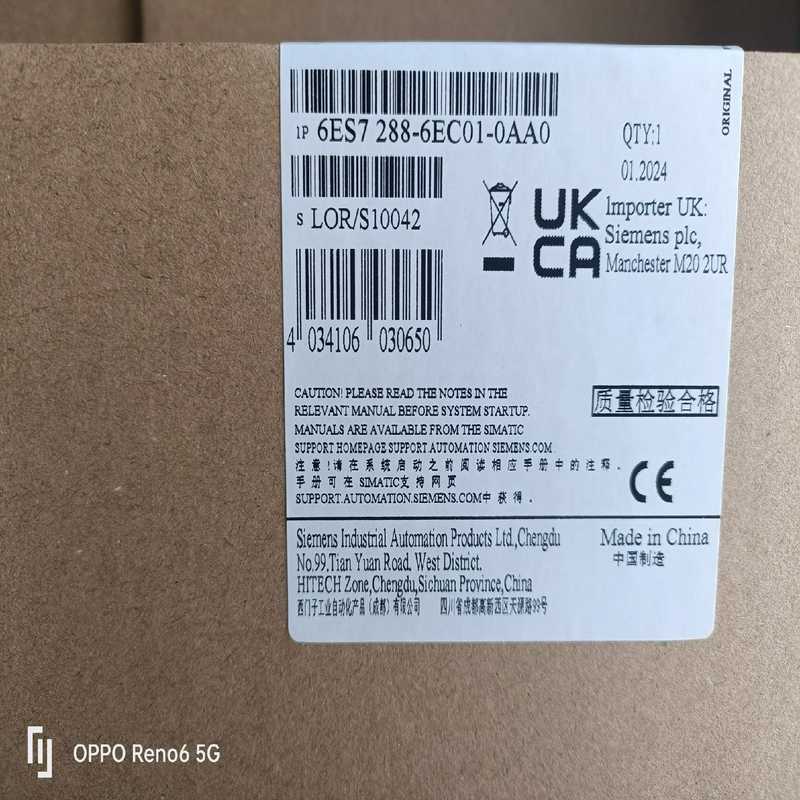 ORIGINAL
1P 6ES7 288-6EC01-0AA0
QTY:1
01.2024
S LOR/S10042
UK
CA
Importer UK:
Siemens plc,
Manchester M20 2UR
4 034106 030650
CAUTION! PLEASE READ THE NOTES IN THE
RELEVANT MANUAL BEFORE SYSTEM STARTUP.
MANUALS ARE AVAILABLE FROM THE SIMATIC
SUPPORT HOMEPAGE SUPPORT.AUTOMATION.SIEMENS.COM
注意!请在系统启动之前阅读相应手册中的注释。
手册可在SIMATIC支持网页
SUPPORT.AUTOMATION.SIEMENS.COM中获得。
质量检验合格
CE
Siemens Industrial Automation Products Ltd.,Chengdu
No.99,Tian Yuan Road. West District.
HITECH Zone,Chengdu,Sichuan Province,China
西门子工业自动化产品(成都)有限公司 四川省成都高新西区天源路99号
Made in China
中国制造
OPPO Reno6 5G